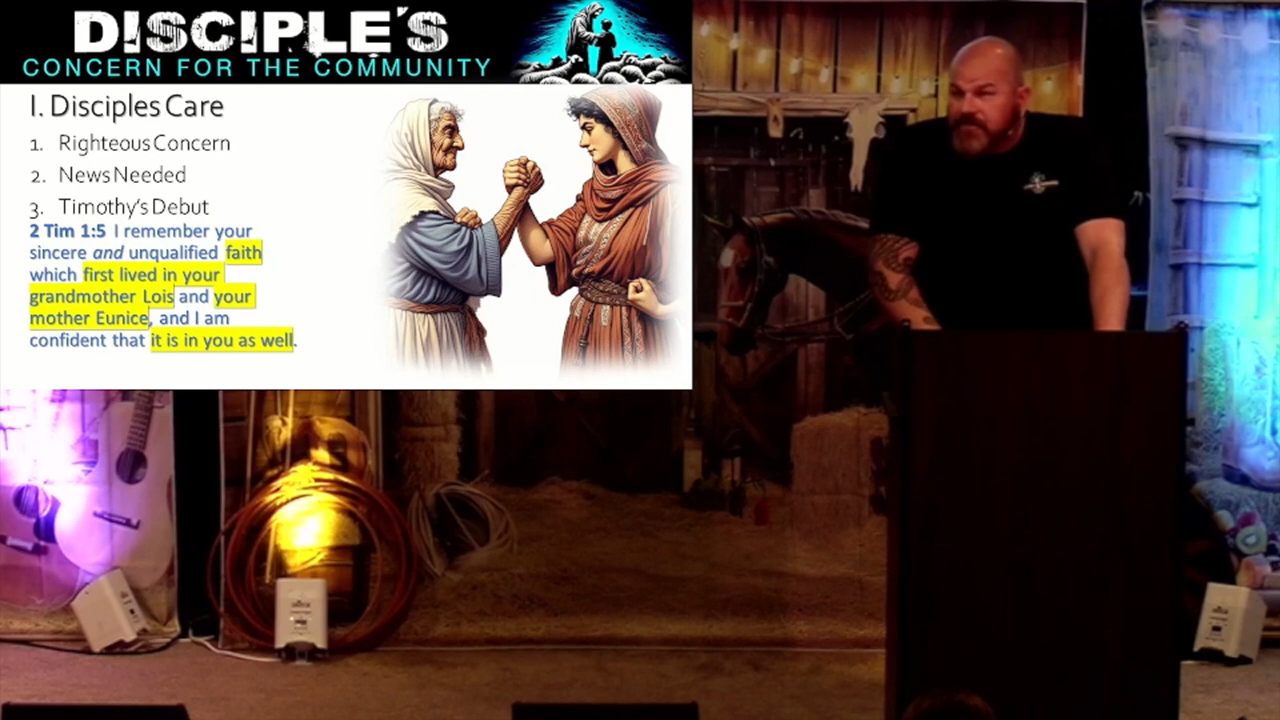 DISCIPLE'S
CONCERN FOR THE COMMUNITY
I. Disciples Care
1. Righteous Concern
2. News Needed
3. Timothy's Debut
2 Tim 1:5 I remember your
sincere and unqualified faith
which first lived in your
grandmother Lois and your
mother Eunice, and I am
confident that it is in you as well.